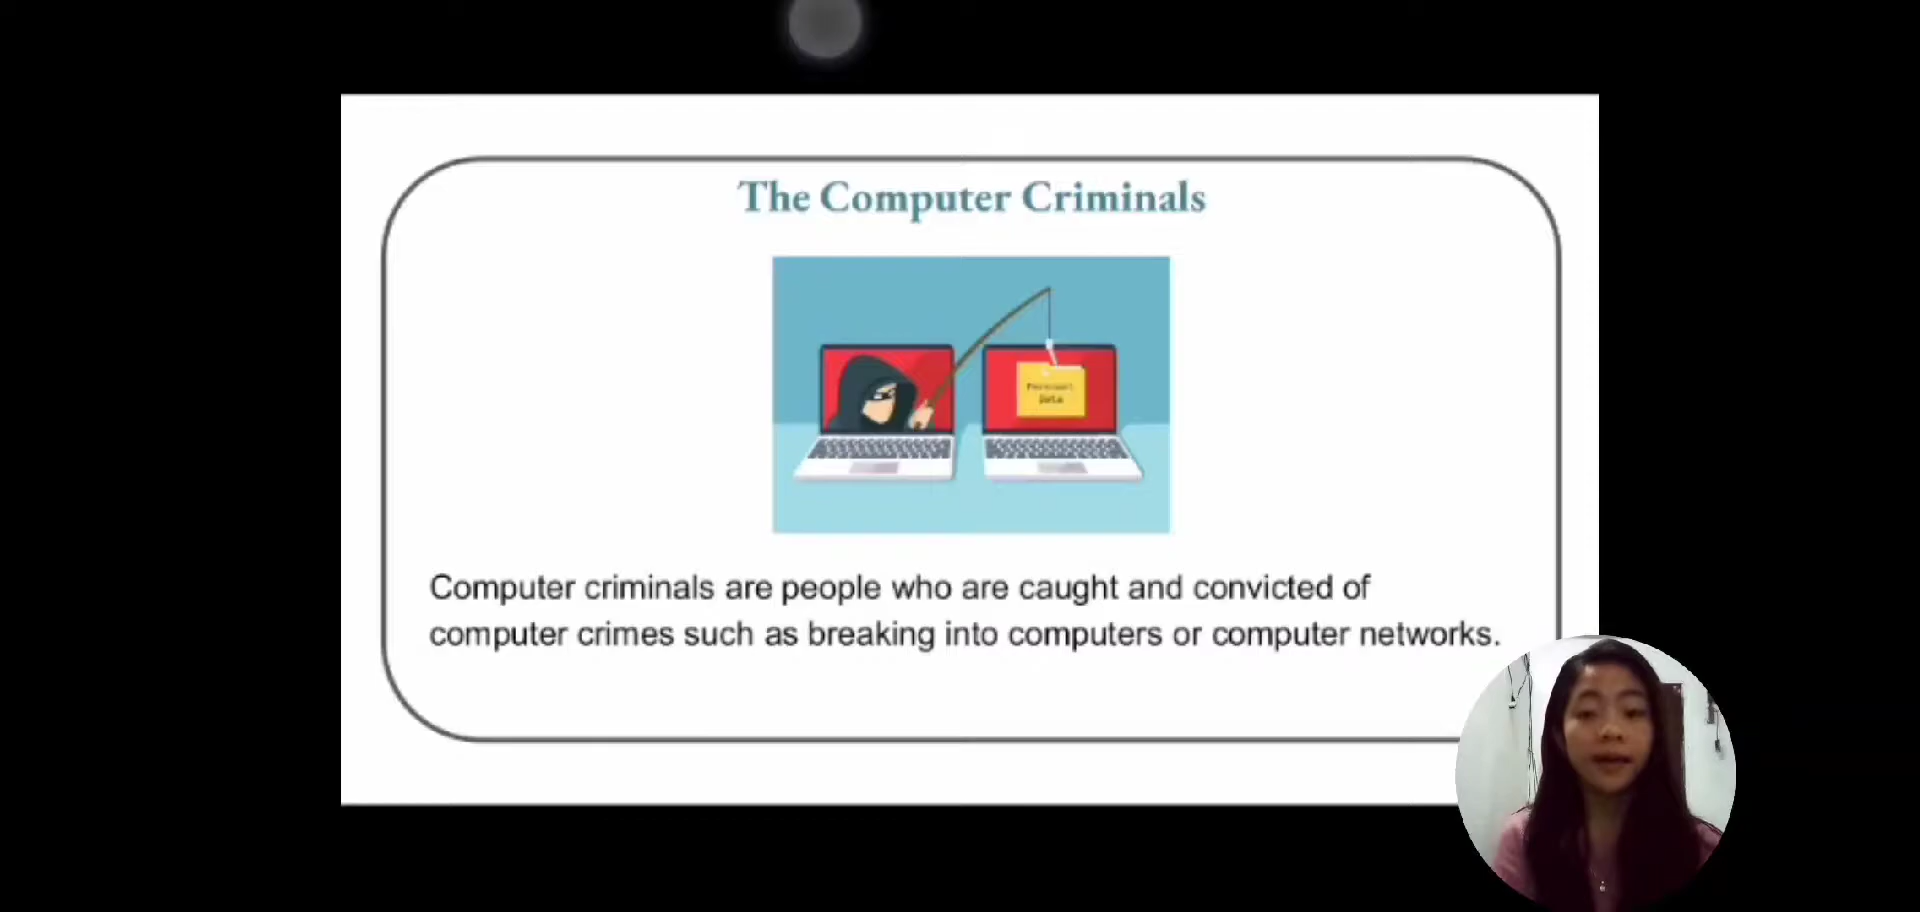 The Computer Criminals
Data
Computer criminals are people who are caught and convicted of
computer crimes such as breaking into computers or computer networks.